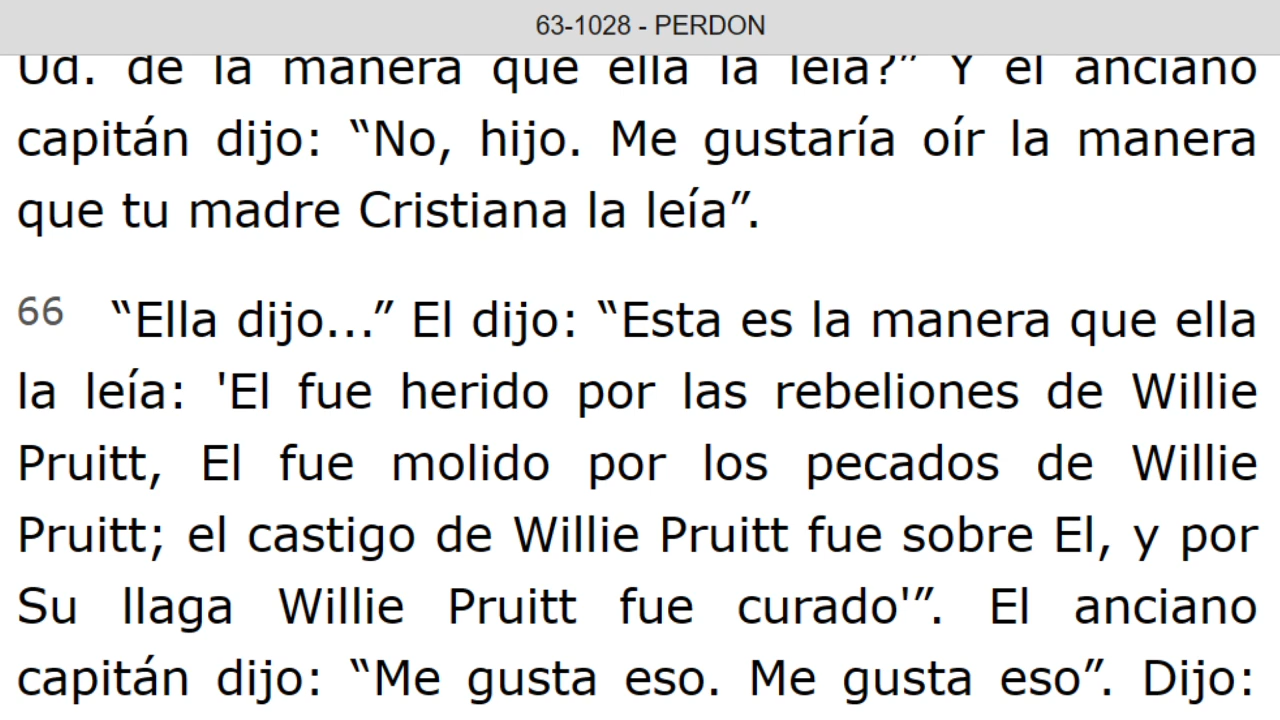 63-1028 - PERDON
Ud. de la manera que ella la leía?” Y el anciano
capitán dijo: “No, hijo. Me gustaría oír la manera
que tu madre Cristiana la leía”.
66 “Ella dijo...” El dijo: “Esta es la manera que ella
la leía: 'El fue herido por las rebeliones de Willie
Pruitt, El fue molido por los pecados de Willie
Pruitt; el castigo de Willie Pruitt fue sobre El, y por
Su llaga Willie Pruitt fue curado'”. El anciano
capitán dijo: “Me gusta eso. Me gusta eso”. Dijo: